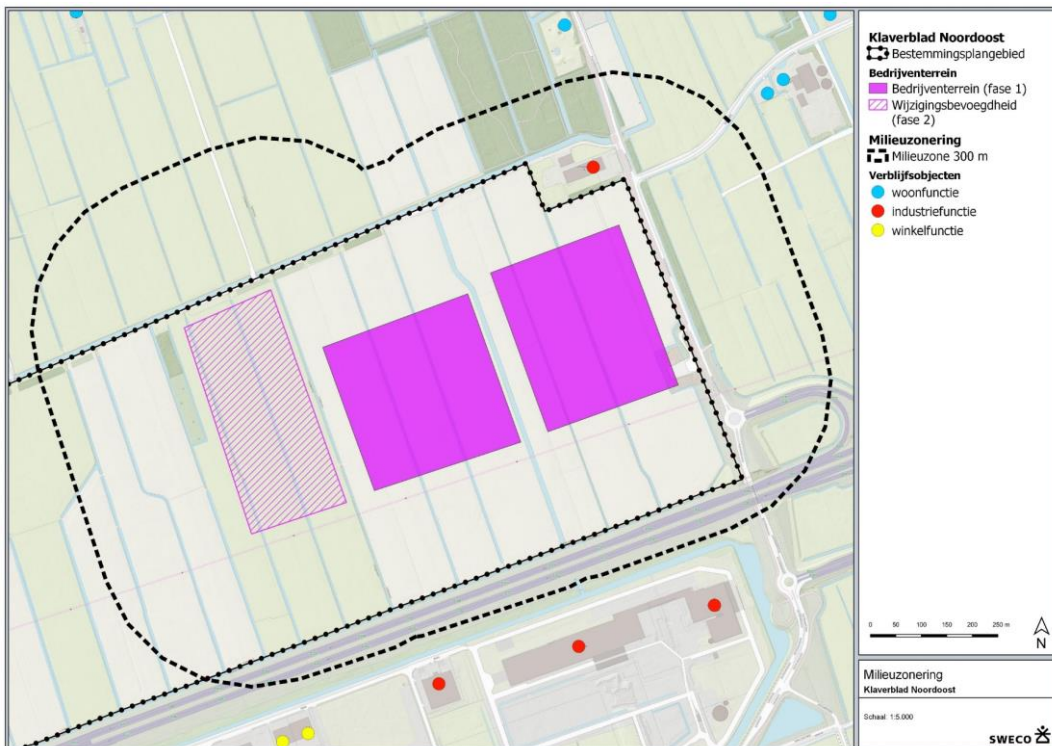 Klaverblad Noordoost
Bestemmingsplangebied
Bedrijventerrein
Bedrijventerrein (fase 1)
Wijzigingsbevoegdheid
(fase 2)
Milieuzonering
Milieuzone 300 m
Verblijfsobjecten
woonfunctie
industriefunctie
winkelfunctie
0 50 100 150 200 250 m
N
Milieuzonering
Klaverblad Noordoost
Schaal: 1:5.000
SWECO